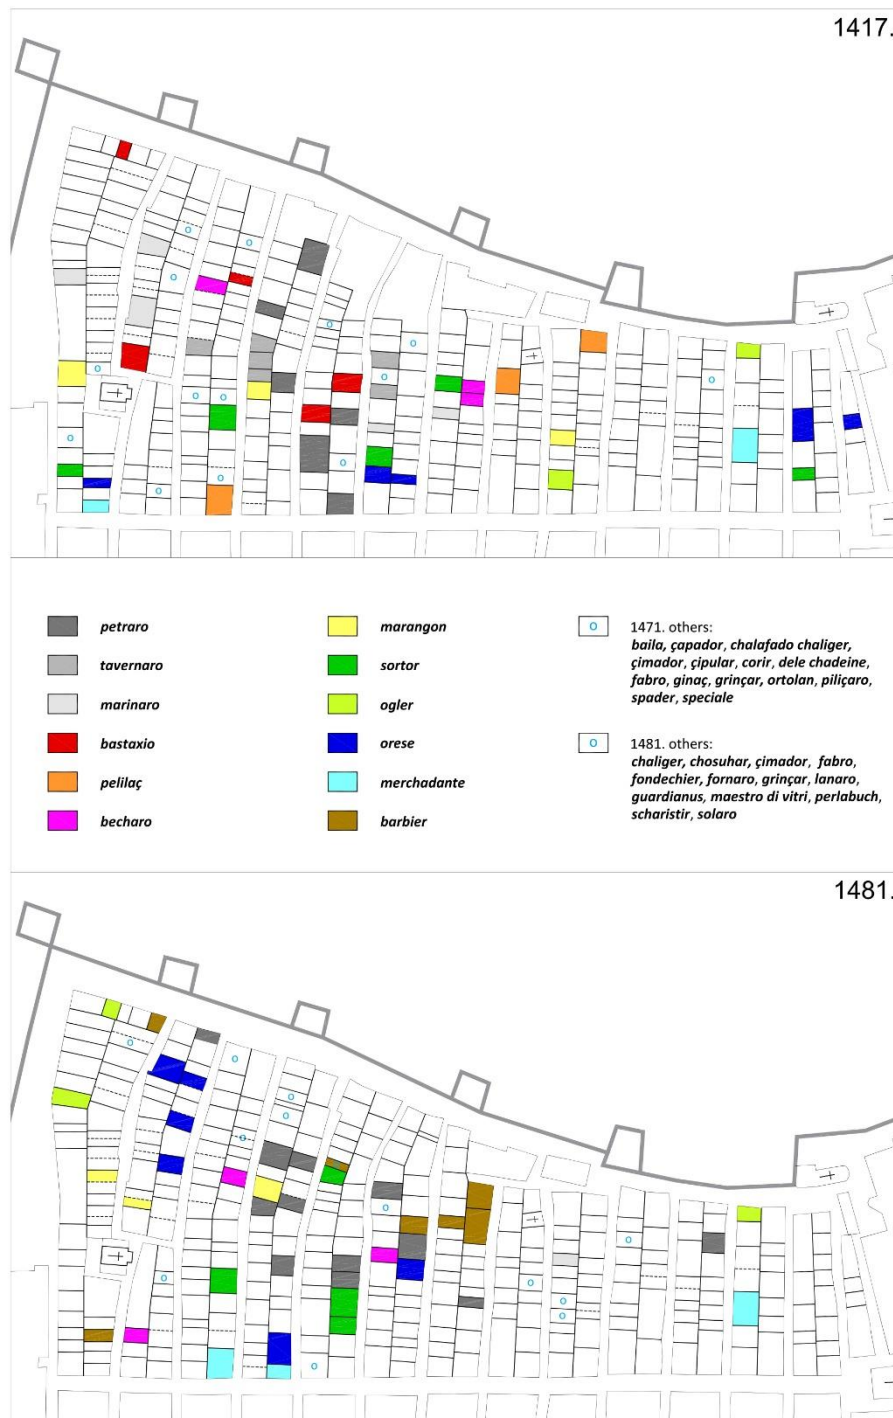 1417.
petraro
tavernaro
marinaro
bastaxio
pelilaç
becharo
marangon
sortor
ogler
orese
merchadante
barbier
o
1471. others:
baila, çapador, chalafado chaliger,
çimador, çipular, corir, dele chadeine,
fabro, ginaç, grinçar, ortolan, piliçaro,
spader, speciale
o
1481. others:
chaliger, chosuhar, çimador, fabro,
fondechier, fornaro, grinçar, lanaro,
guardianus, maestro di vitri, perlabuch,
scharistir, solaro
1481.